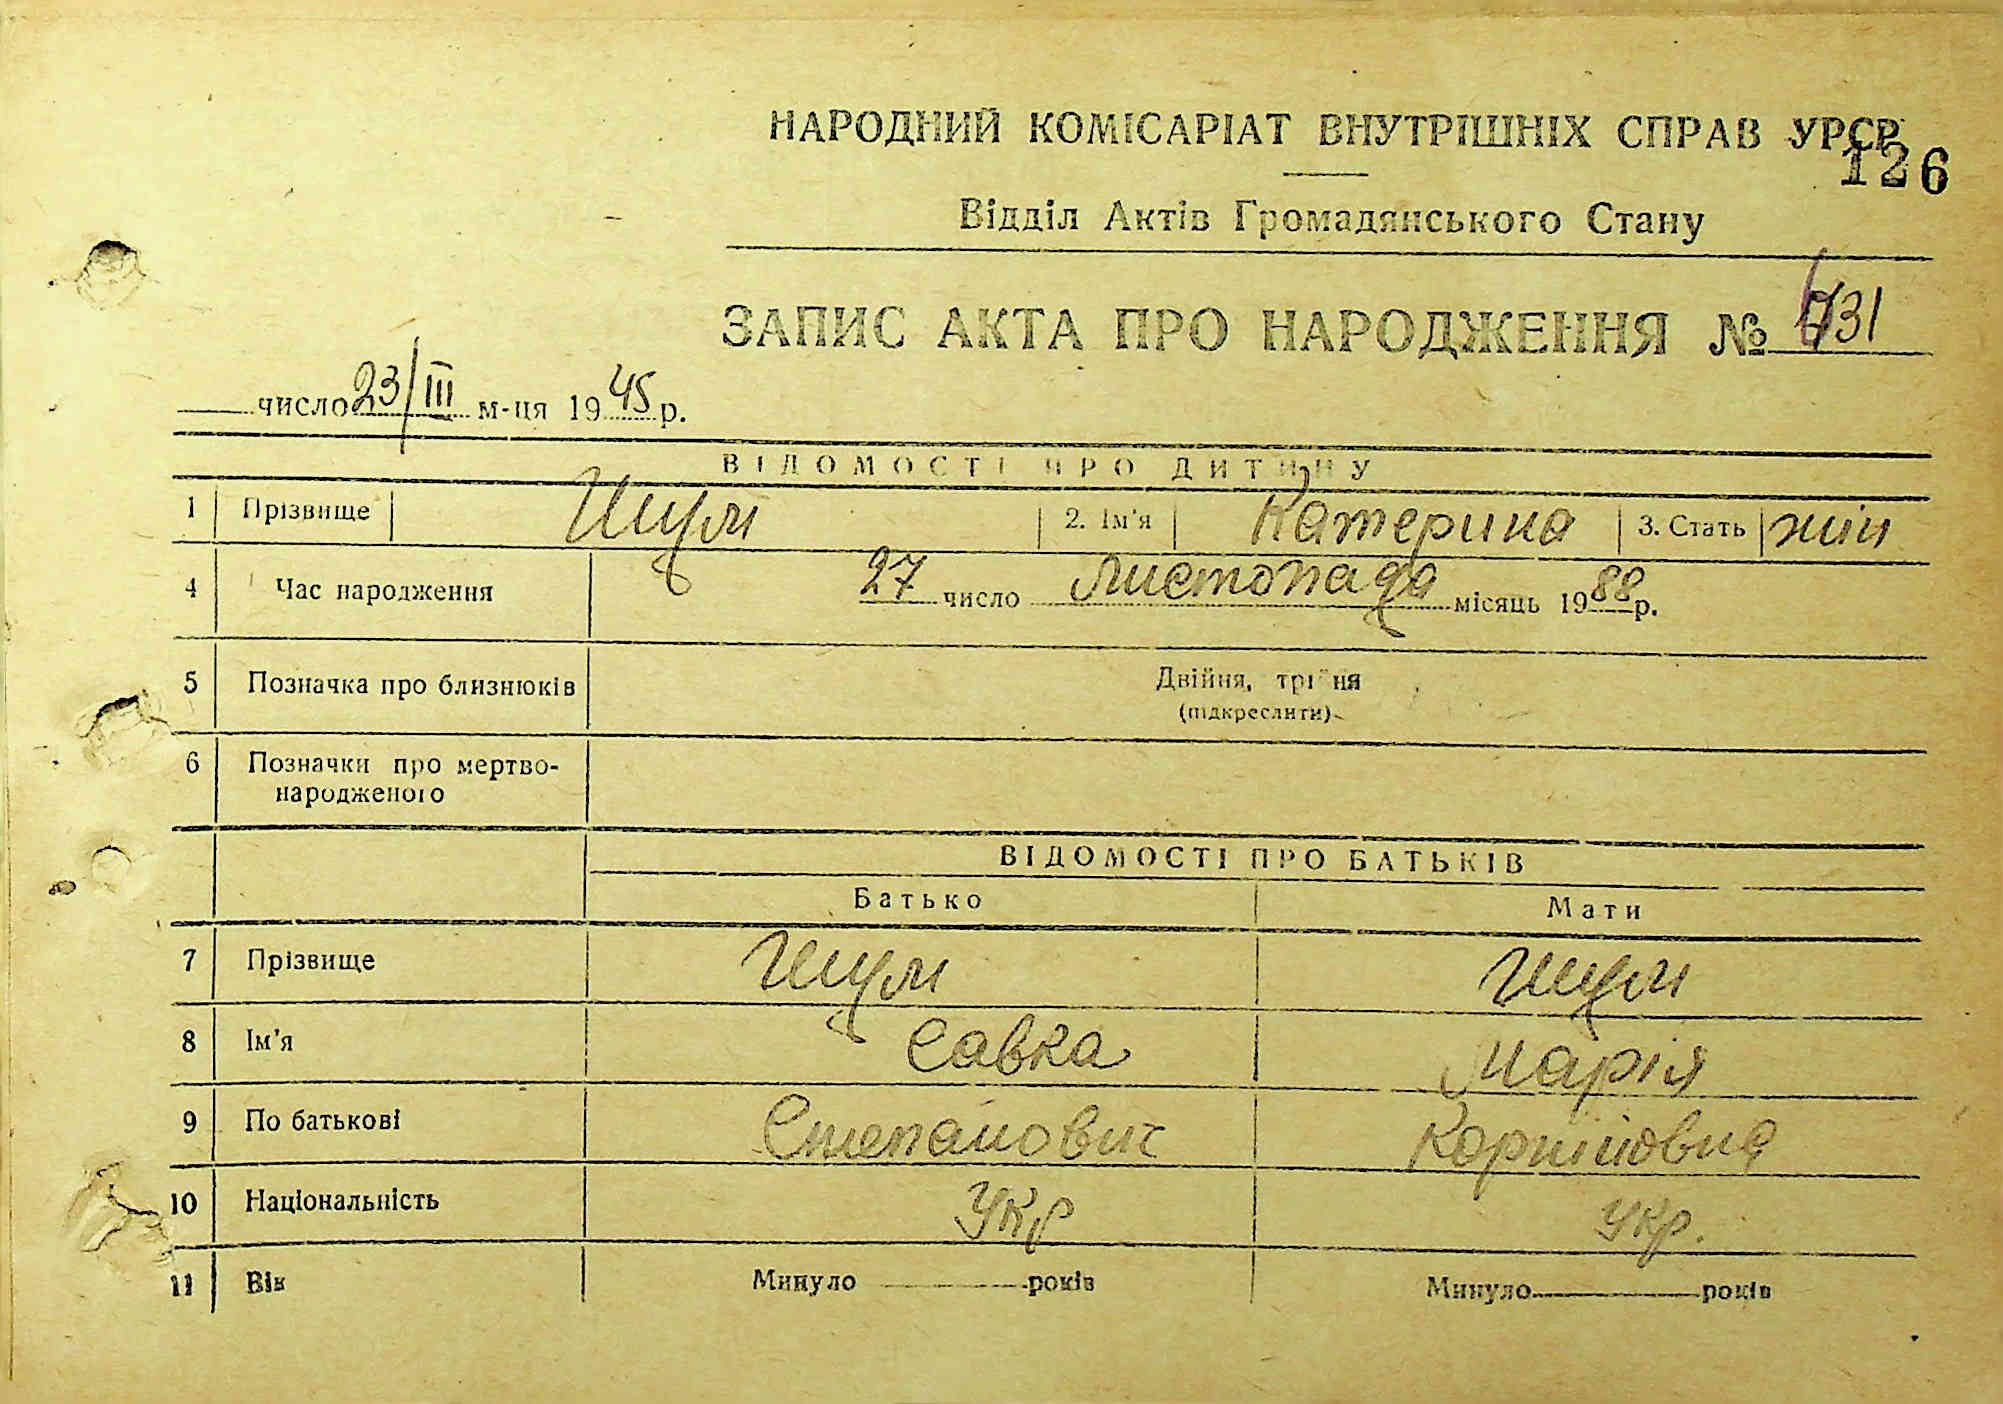 НАРОДНИЙ КОМІСАРІАТ ВНУТРІШНІХ СПРАВ УРСР
126
Відділ Актів Громадянського Стану
ЗАПИС АКТА ПРО НАРОДЖЕННЯ № 731
число 23/III м-ця 1945 р.
ВІДОМОСТІ ПРО ДИТИНУ
1 Прізвище Шум 2. Ім'я Катерина 3. Стать жін
4 Час народження 27 число листопада місяць 1988 р.
5 Позначка про близнюків Двійня, трійня
(підкреслити)
6 Позначки про мертво-
народженого
ВІДОМОСТІ ПРО БАТЬКІВ
Батько Мати
7 Прізвище Шум Шум
8 Ім'я Савка Марія
9 По батькові Степанович Корніївна
10 Національність Укр Укр.
11 Вік Минуло років Минуло років